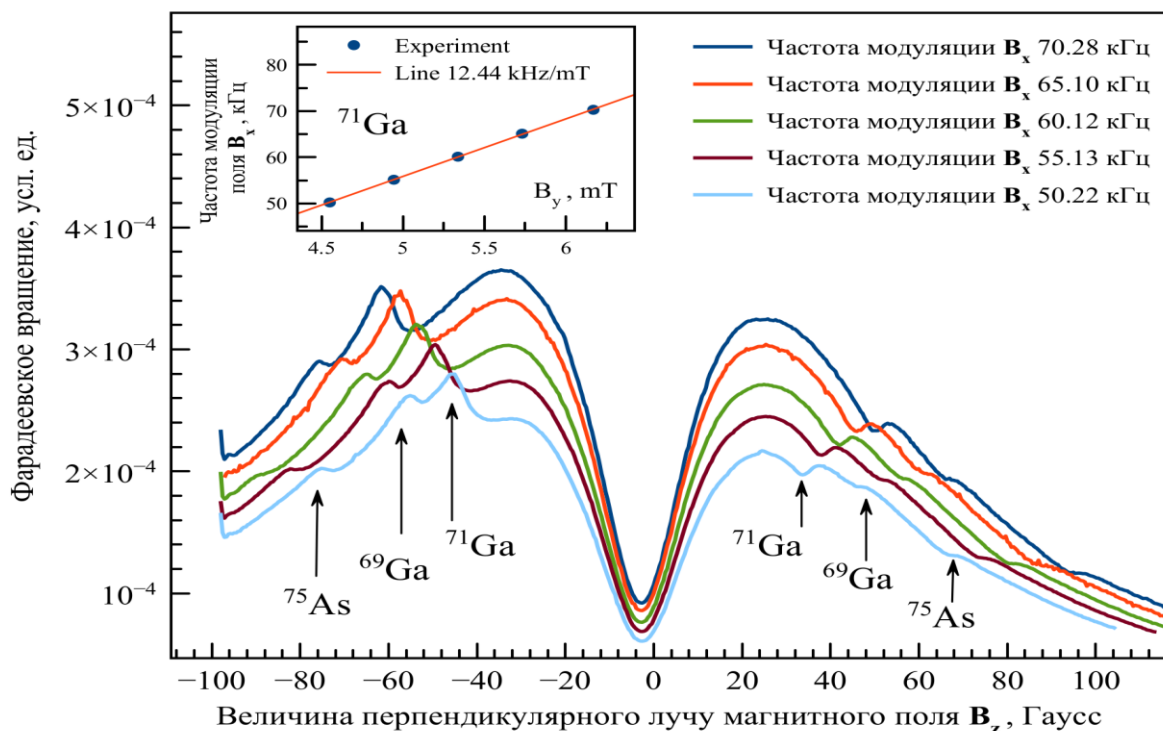 Фарадеевское вращение, усл. ед.
5×10⁻⁴
4×10⁻⁴
3×10⁻⁴
2×10⁻⁴
10⁻⁴
Частота модуляции
поля Bₓ, кГц
80
70
60
50
Experiment
Line 12.44 kHz/mT
⁷¹Ga
B_y, mT
4.5 5 5.5 6
Частота модуляции Bₓ 70.28 кГц
Частота модуляции Bₓ 65.10 кГц
Частота модуляции Bₓ 60.12 кГц
Частота модуляции Bₓ 55.13 кГц
Частота модуляции Bₓ 50.22 кГц
⁷⁵As
⁶⁹Ga
⁷¹Ga
⁷¹Ga
⁶⁹Ga
⁷⁵As
−100 −80 −60 −40 −20 0 20 40 60 80 100
Величина перпендикулярного лучу магнитного поля B_z, Гаусс